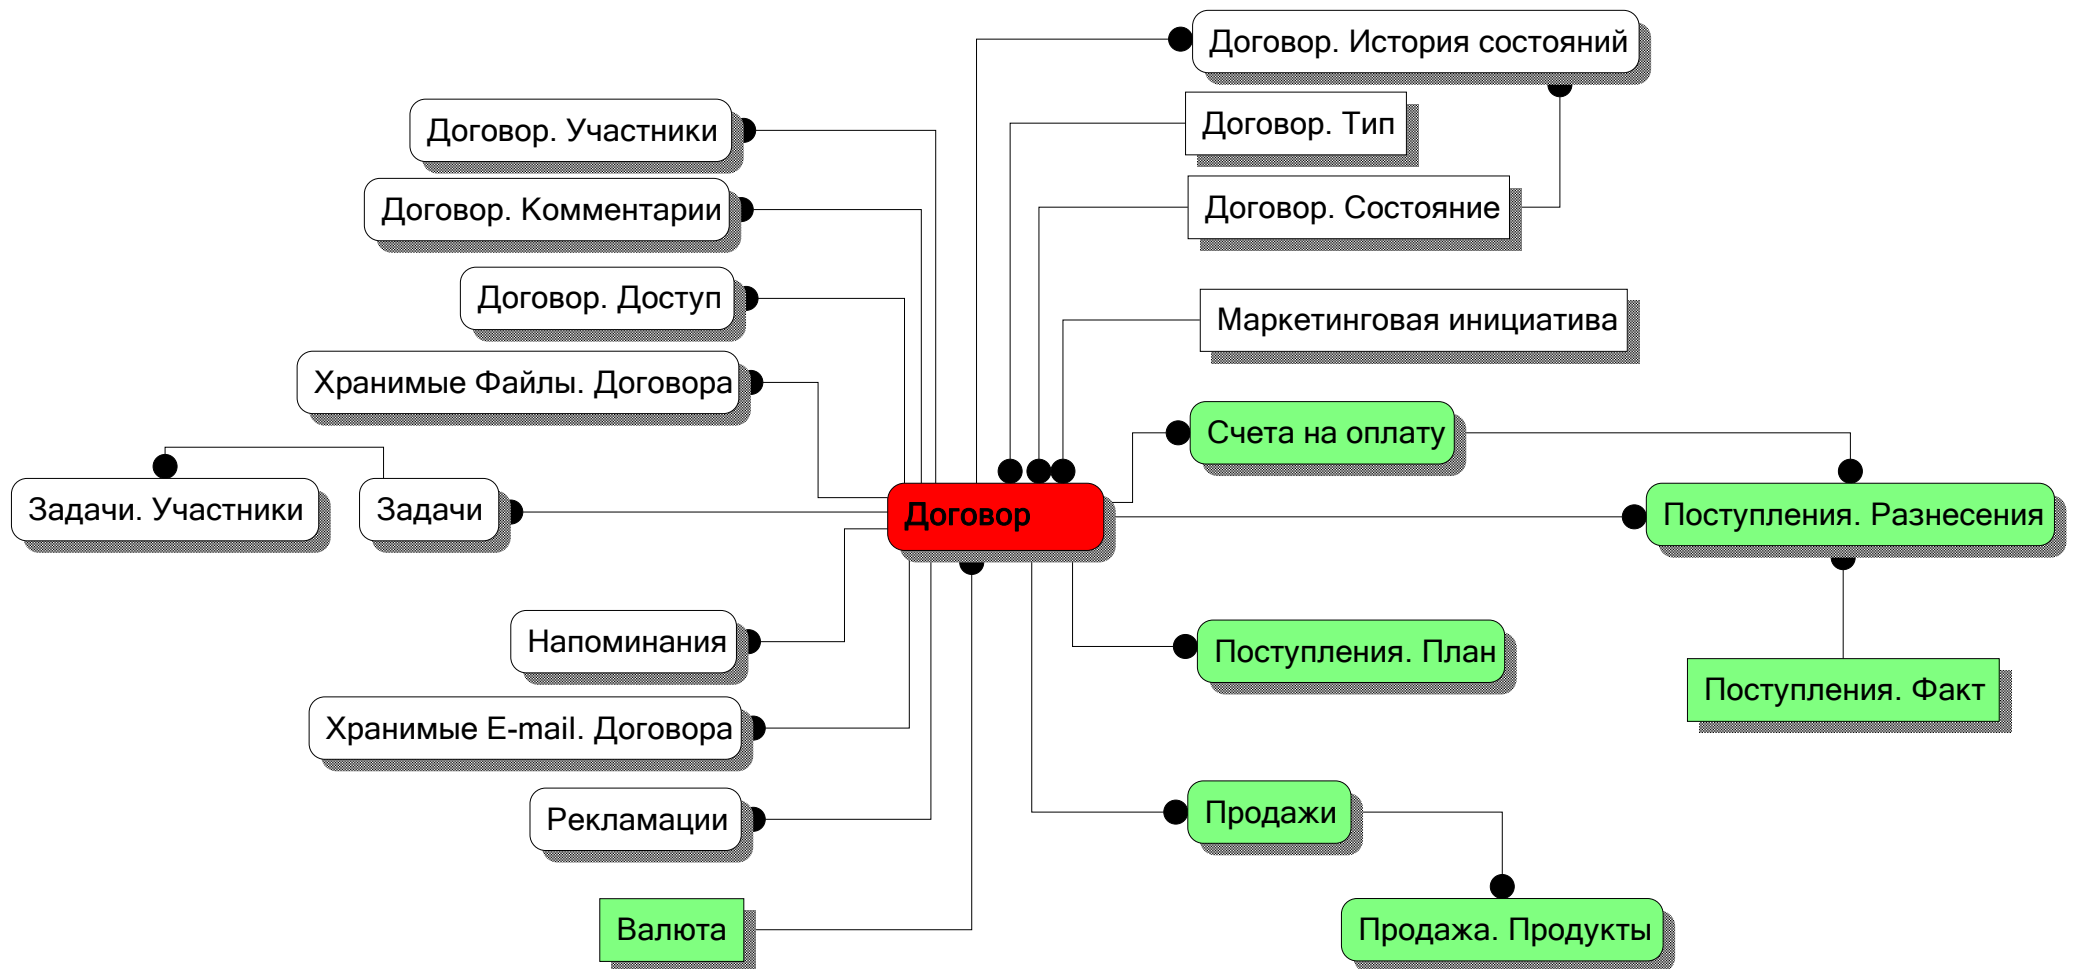 Договор. История состояний
Договор. Участники
Договор. Тип
Договор. Комментарии
Договор. Состояние
Договор. Доступ
Маркетинговая инициатива
Хранимые Файлы. Договора
Счета на оплату
Задачи. Участники
Задачи
Договор
Поступления. Разнесения
Напоминания
Поступления. План
Поступления. Факт
Хранимые E-mail. Договора
Рекламации
Продажи
Валюта
Продажа. Продукты